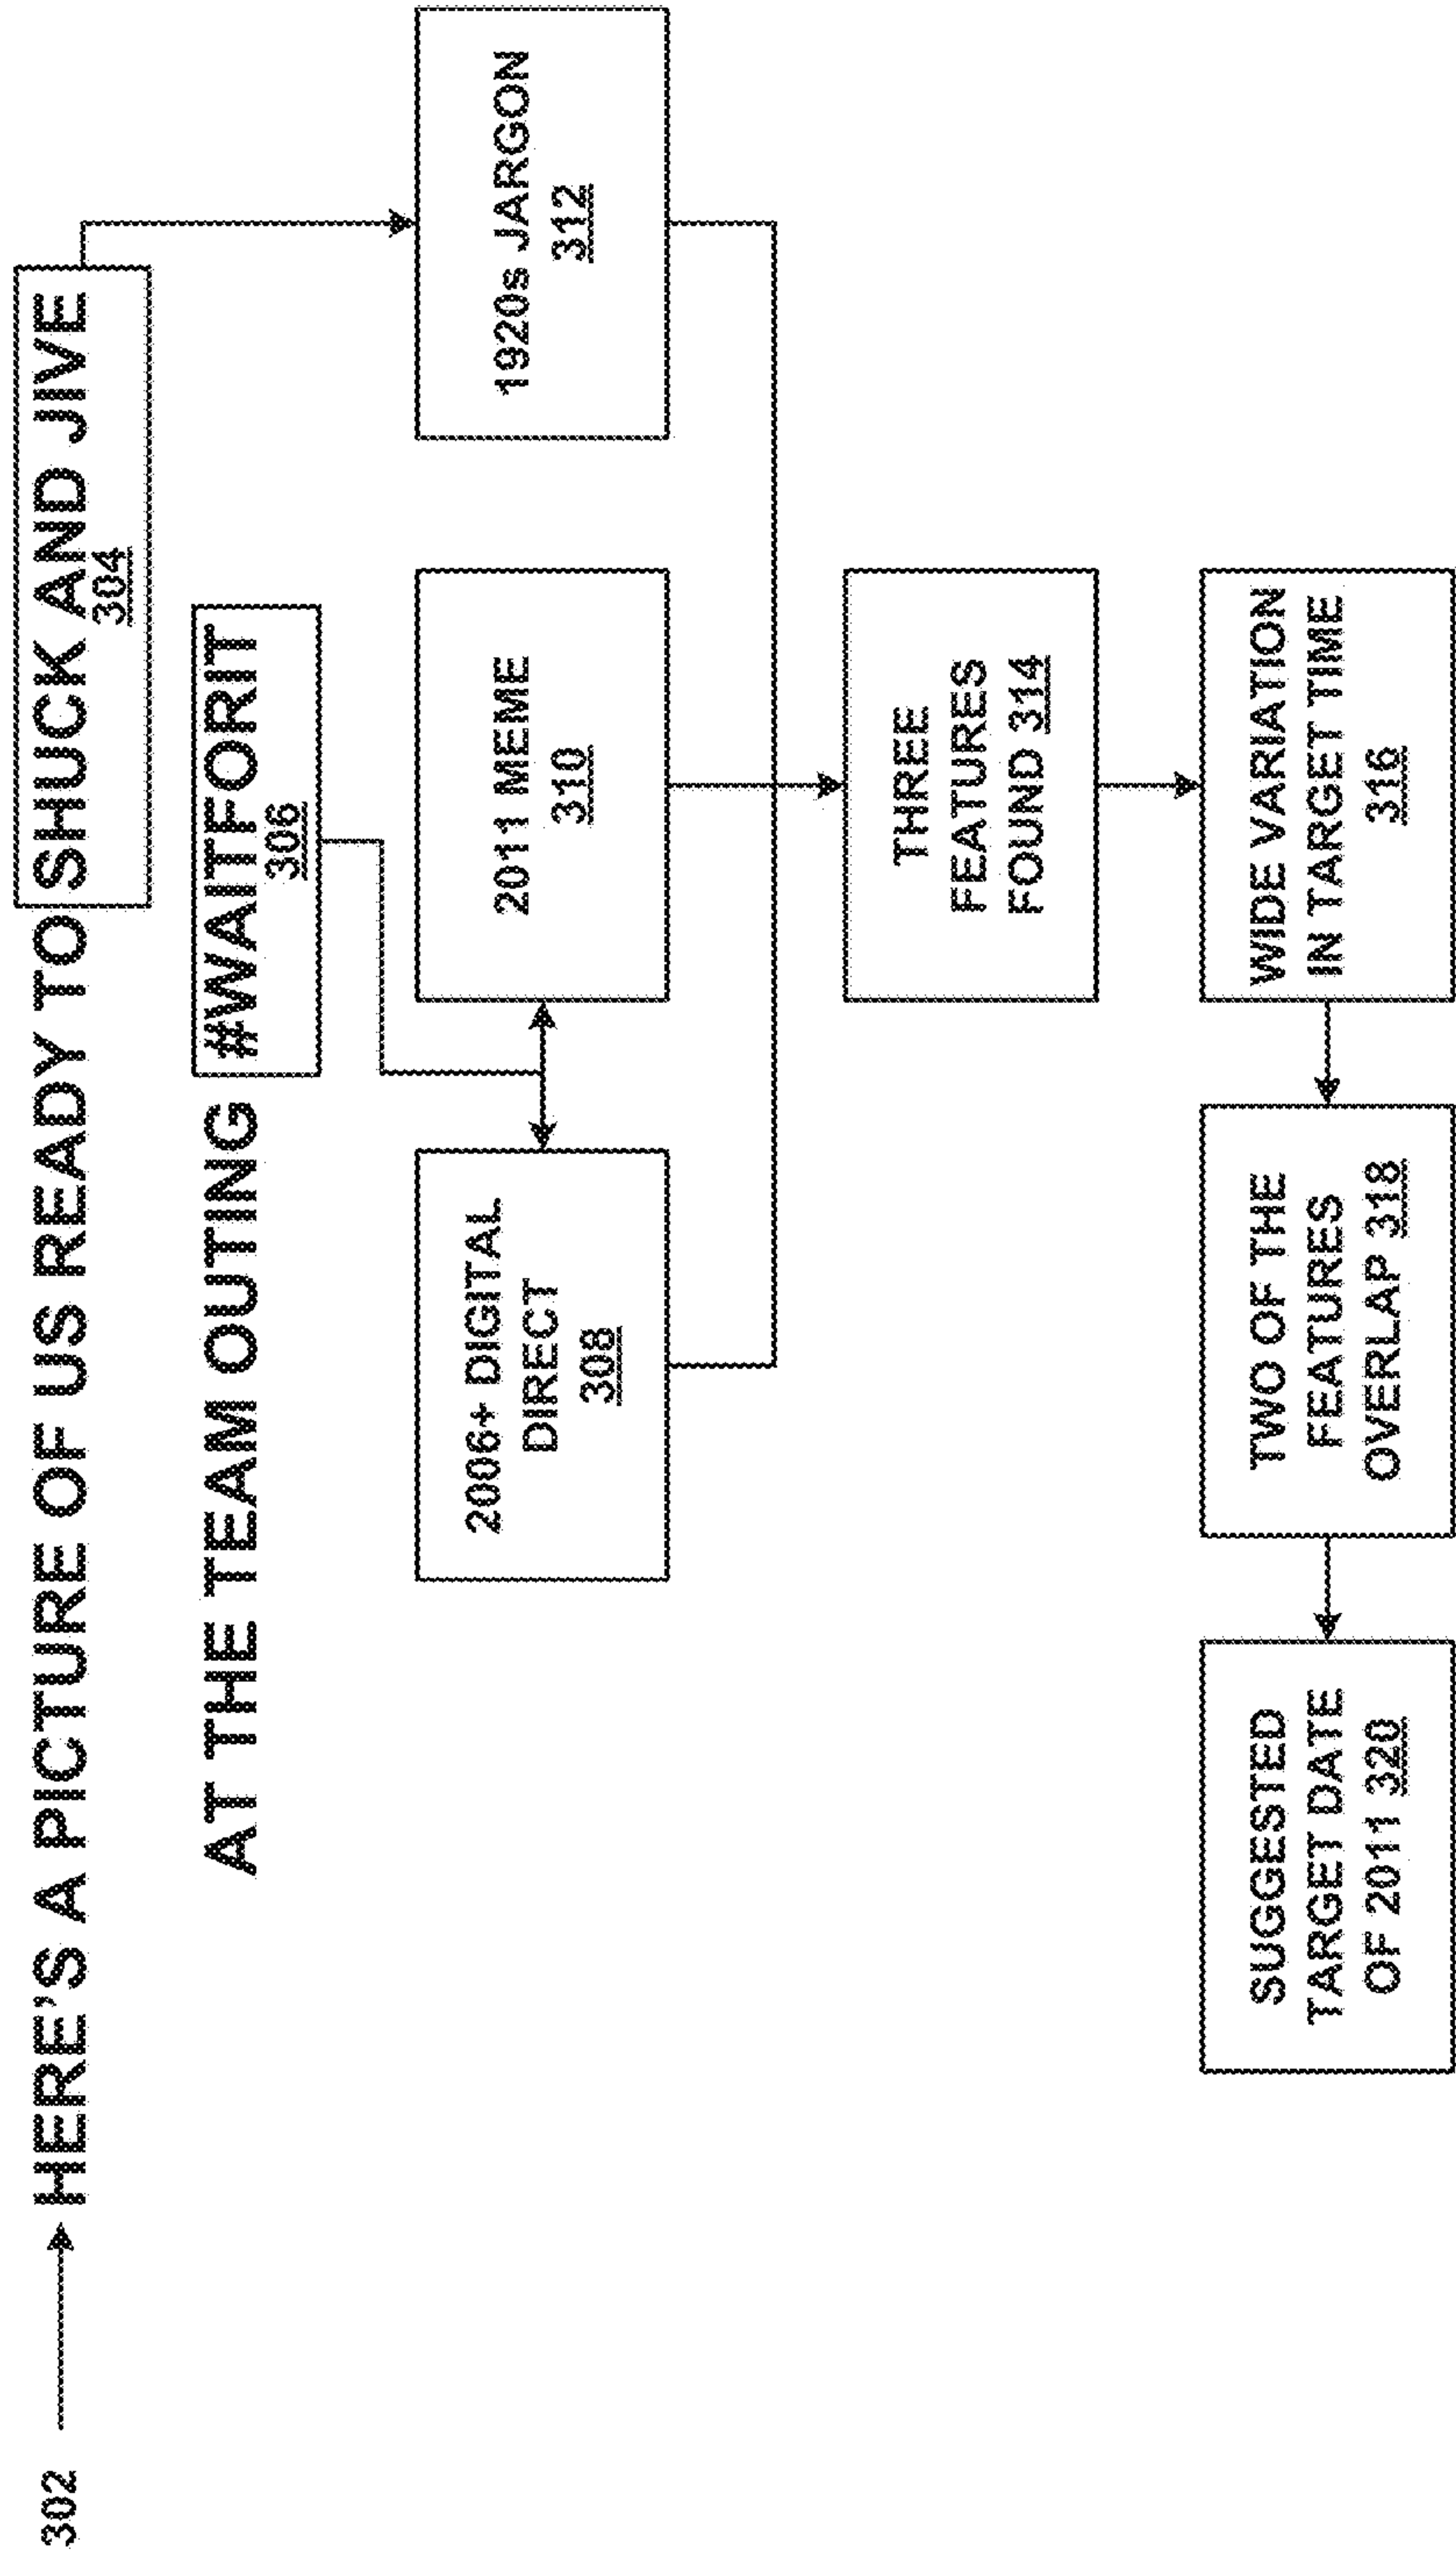 302
HERE'S A PICTURE OF US READY TO SHUCK AND JIVE
304
AT THE TEAM OUTING #WAITFORIT
306
2006+ DIGITAL
DIRECT
308
2011 MEME
310
1920s JARGON
312
THREE
FEATURES
FOUND 314
SUGGESTED
TARGET DATE
OF 2011 320
TWO OF THE
FEATURES
OVERLAP 318
WIDE VARIATION
IN TARGET TIME
316